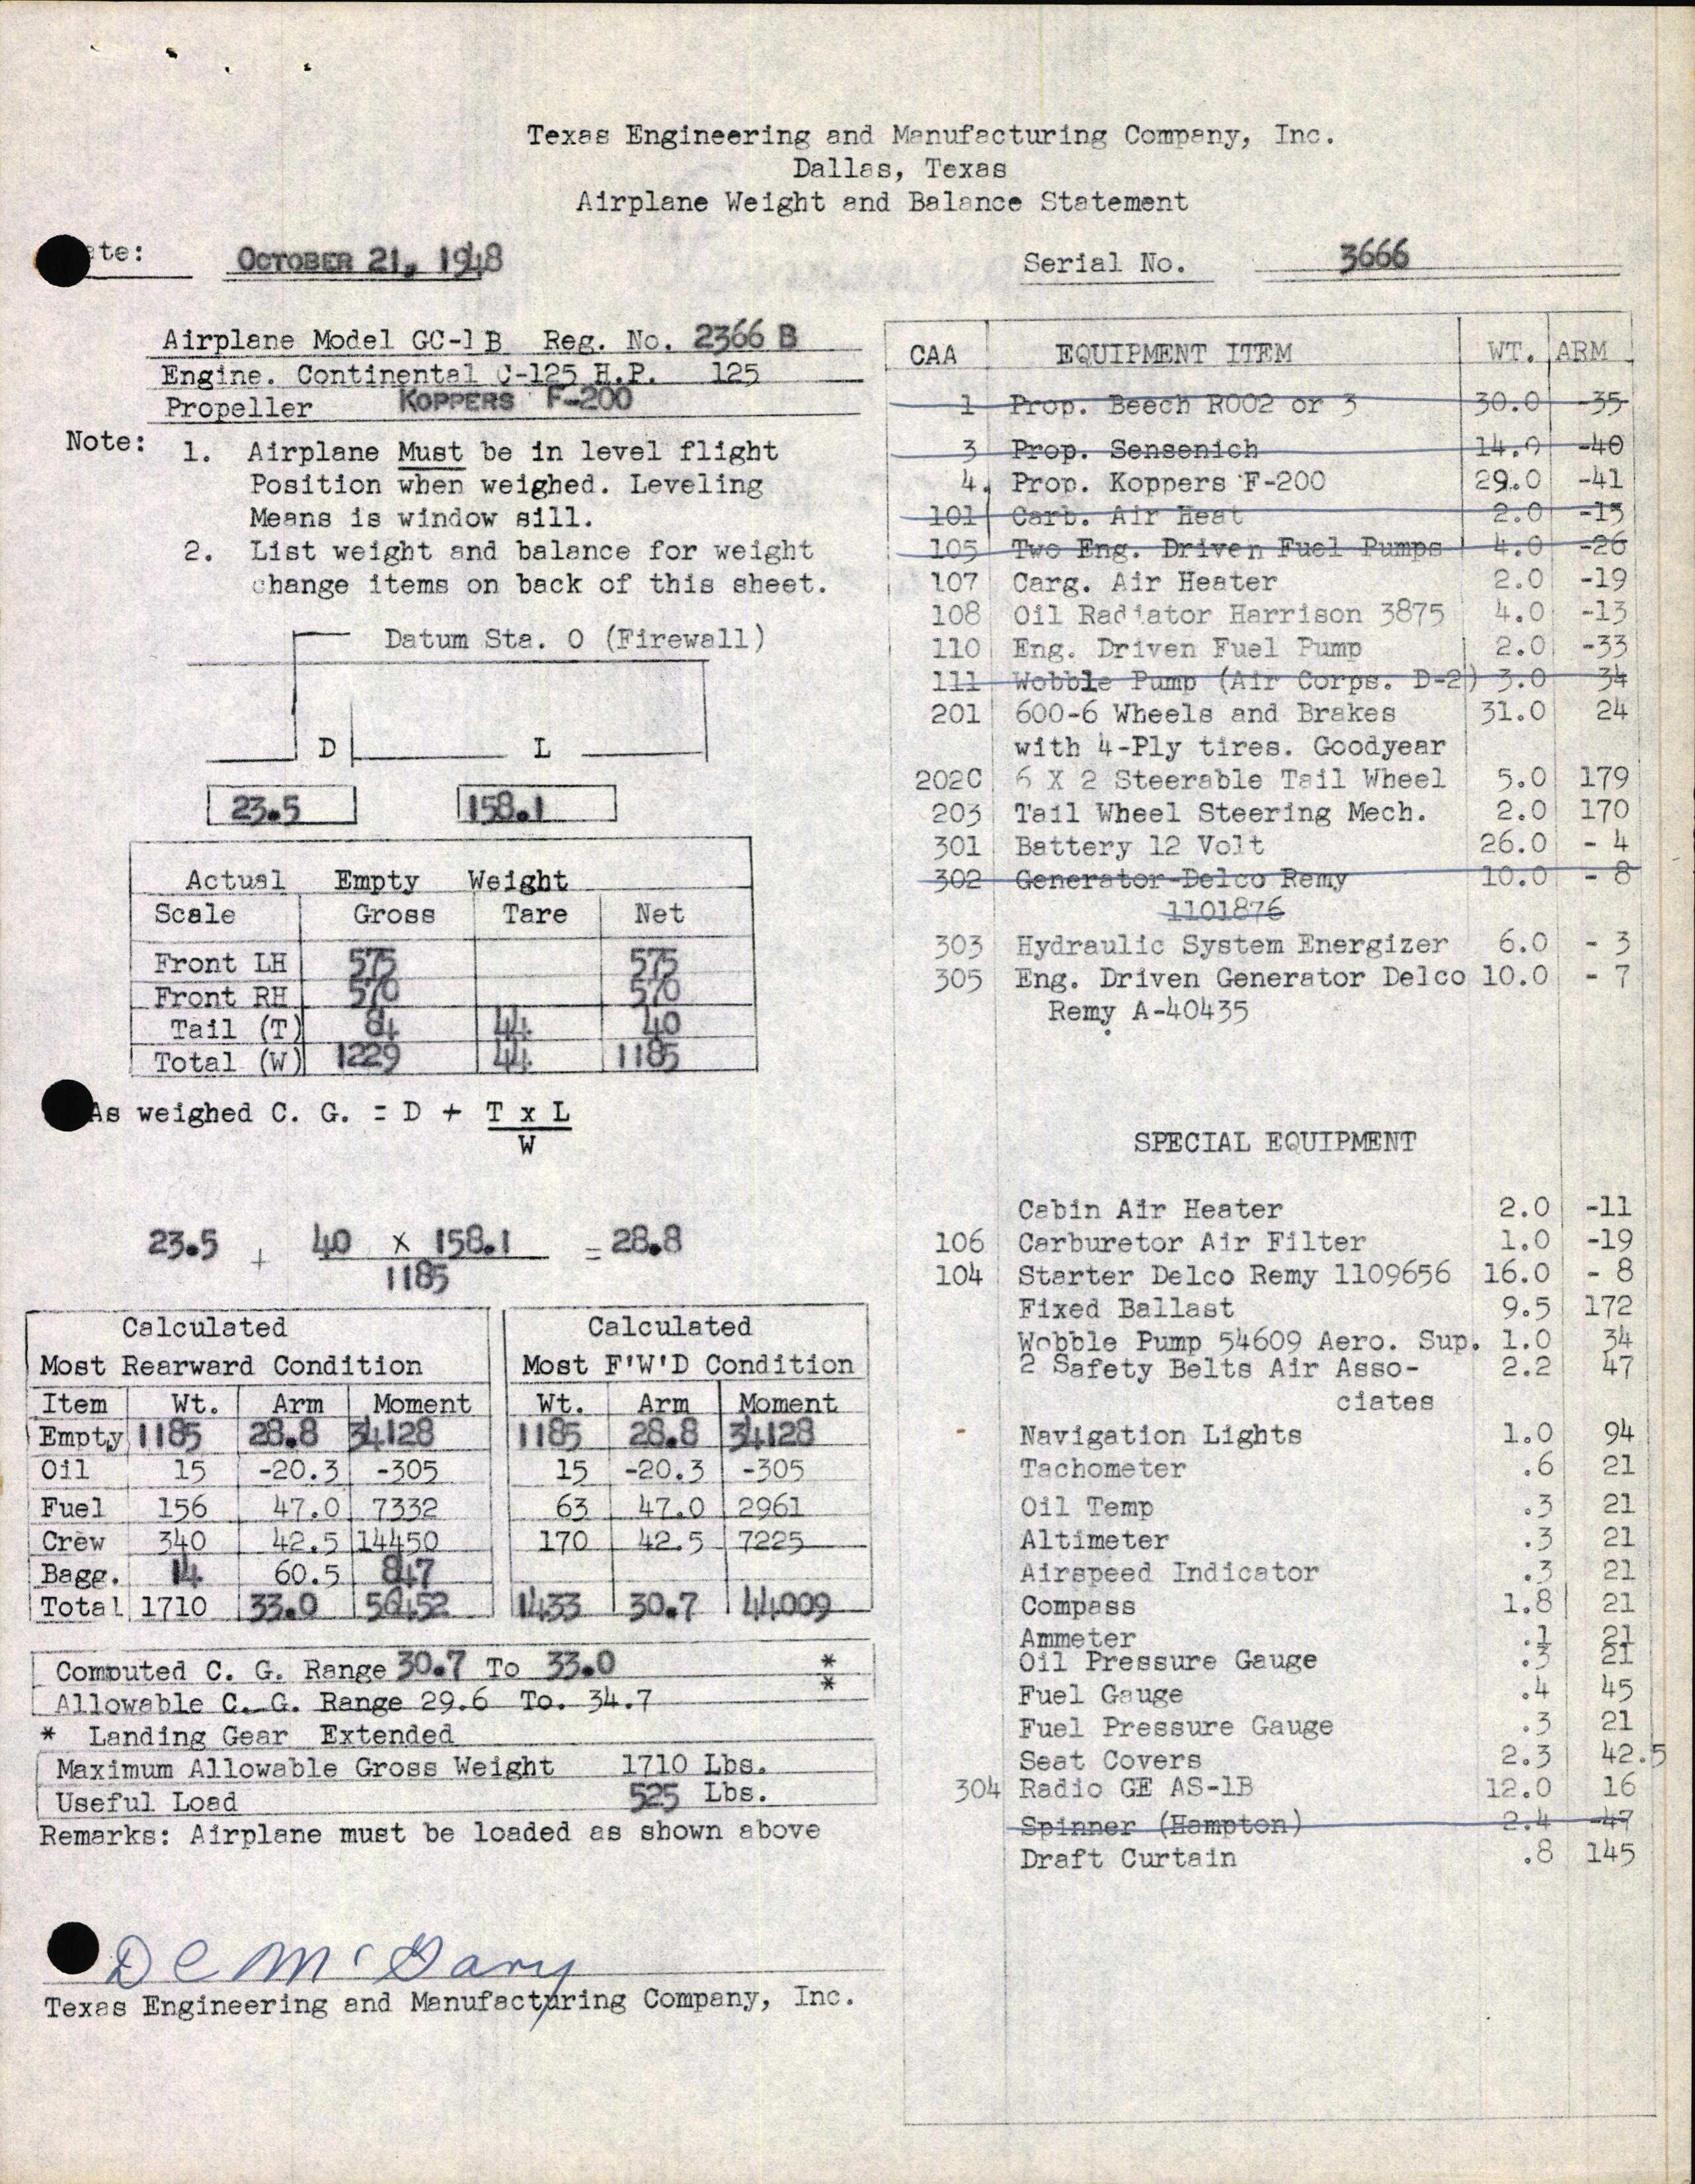 Texas Engineering and Manufacturing Company, Inc.
Dallas, Texas
Airplane Weight and Balance Statement
ate: OCTOBER 21, 1948
Serial No. 3666
Airplane Model GC-1B Reg. No. 2366 B
Engine. Continental C-125 H.P. 125
Propeller KOPPERS F-200
Note: 1. Airplane Must be in level flight
Position when weighed. Leveling
Means is window sill.
2. List weight and balance for weight
change items on back of this sheet.
Datum Sta. 0 (Firewall)
D L
23.5 158.1
Actual Empty Weight
Scale Gross Tare Net
Front LH 575 575
Front RH 570 570
Tail (T) 84 44 40
Total (W) 1229 44 1185
As weighed C. G. = D + T x L
W
23.5 + 40 x 158.1 = 28.8
1185
Calculated
Most Rearward Condition
Item Wt. Arm Moment
Empty 1185 28.8 34128
Oil 15 -20.3 -305
Fuel 156 47.0 7332
Crew 340 42.5 14450
Bagg. 14 60.5 847
Total 1710 33.0 56452
Calculated
Most F'W'D Condition
Wt. Arm Moment
1185 28.8 34128
15 -20.3 -305
63 47.0 2961
170 42.5 7225
1433 30.7 44009
Computed C. G. Range 30.7 To 33.0 *
Allowable C. G. Range 29.6 To. 34.7 *
* Landing Gear Extended
Maximum Allowable Gross Weight 1710 Lbs.
Useful Load 525 Lbs.
Remarks: Airplane must be loaded as shown above
D C McGary
Texas Engineering and Manufacturing Company, Inc.
CAA EQUIPMENT ITEM WT. ARM
1 Prop. Beech R002 or 3 30.0 -35
3 Prop. Sensenich 14.0 -40
4. Prop. Koppers F-200 29.0 -41
101 Carb. Air Heat 2.0 -15
105 Two Eng. Driven Fuel Pumps 4.0 -26
107 Carg. Air Heater 2.0 -19
108 Oil Radiator Harrison 3875 4.0 -13
110 Eng. Driven Fuel Pump 2.0 -33
111 Wobble Pump (Air Corps. D-2) 3.0 34
201 600-6 Wheels and Brakes 31.0 24
with 4-Ply tires. Goodyear
202C 6 X 2 Steerable Tail Wheel 5.0 179
203 Tail Wheel Steering Mech. 2.0 170
301 Battery 12 Volt 26.0 - 4
302 Generator-Delco Remy 10.0 - 8
1101876
303 Hydraulic System Energizer 6.0 - 3
305 Eng. Driven Generator Delco 10.0 - 7
Remy A-40435
SPECIAL EQUIPMENT
Cabin Air Heater 2.0 -11
106 Carburetor Air Filter 1.0 -19
104 Starter Delco Remy 1109656 16.0 - 8
Fixed Ballast 9.5 172
Wobble Pump 54609 Aero. Sup. 1.0 34
2 Safety Belts Air Asso- 2.2 47
ciates
Navigation Lights 1.0 94
Tachometer .6 21
Oil Temp .3 21
Altimeter .3 21
Airspeed Indicator .3 21
Compass 1.8 21
Ammeter .1 21
Oil Pressure Gauge .3 21
Fuel Gauge .4 45
Fuel Pressure Gauge .3 21
Seat Covers 2.3 42.5
304 Radio GE AS-1B 12.0 16
Spinner (Hampton) 2.4 -47
Draft Curtain .8 145